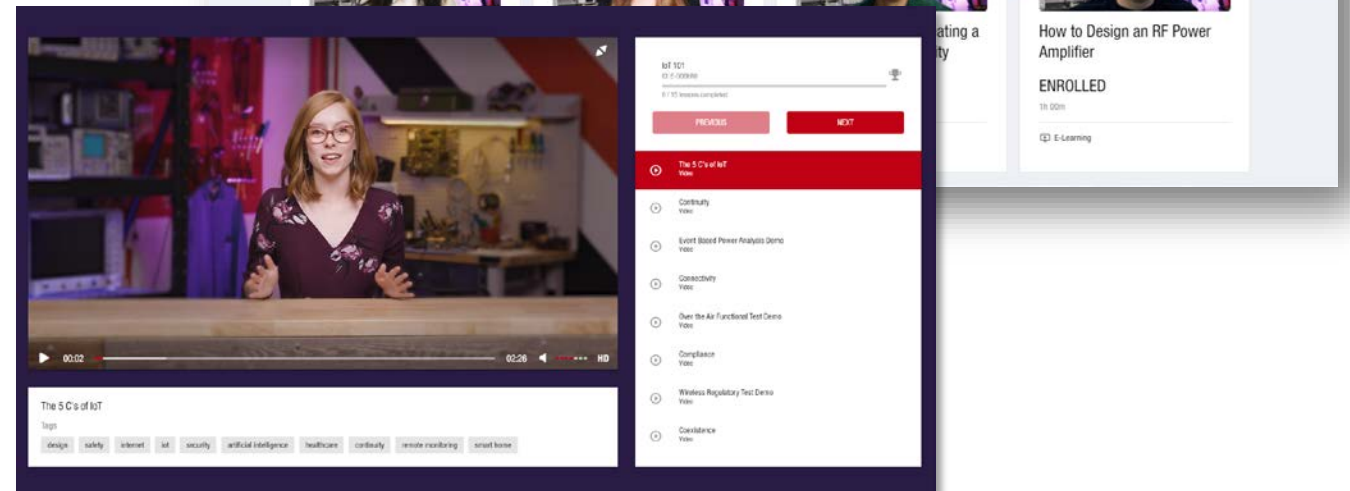 ating a
ity
How to Design an RF Power
Amplifier
ENROLLED
1h 00m
E-Learning
IoT 101
lessons completed
PREVIOUS
NEXT
The 5 C's of IoT
Video
Continuity
Video
Event Based Power Analysis Demo
Video
Connectivity
Video
Over the Air Functional Test Demo
Video
Compliance
Video
Wireless Regulatory Test Demo
Video
Coexistence
Video
00:02
02:26
HD
The 5 C's of IoT
Tags
design safety internet iot security artificial intelligence healthcare continuity remote monitoring smart home